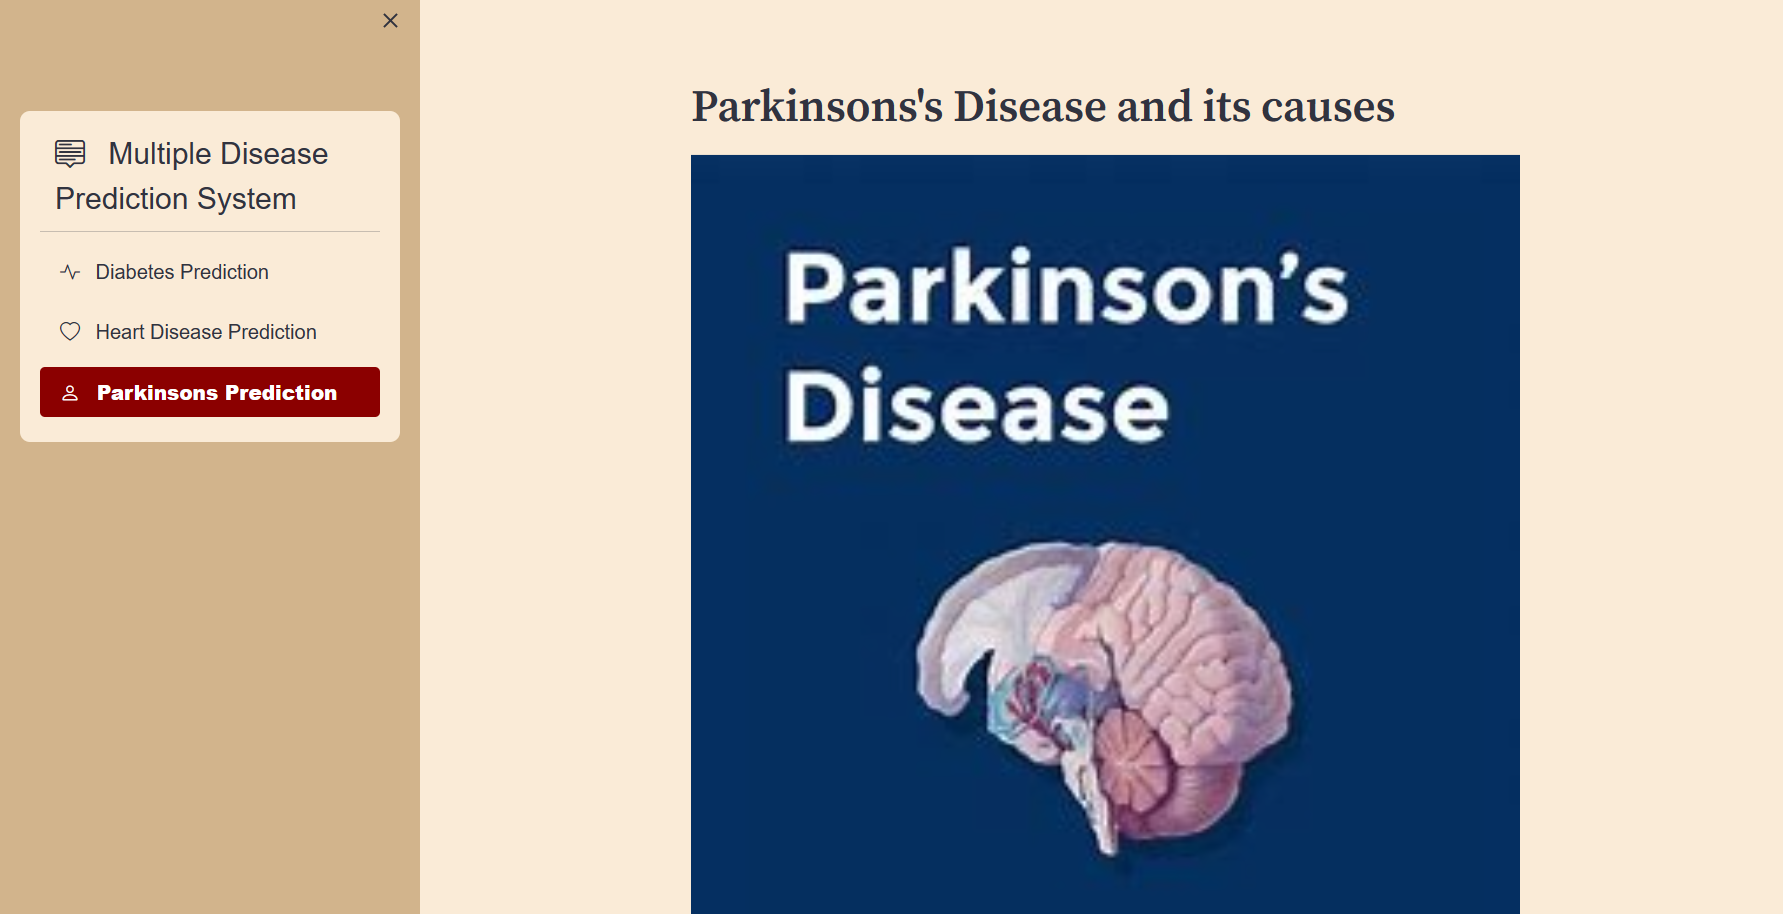 Multiple Disease
Prediction System
Diabetes Prediction
Heart Disease Prediction
Parkinsons Prediction
Parkinsons's Disease and its causes
Parkinson’s
Disease